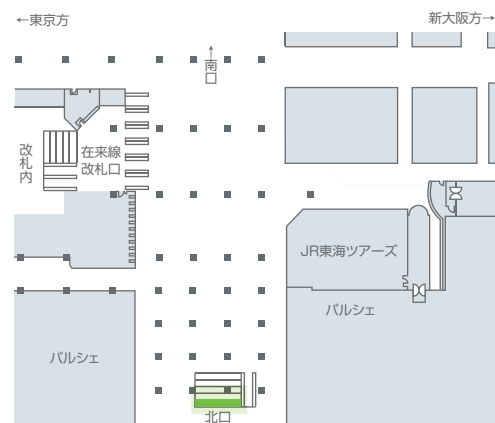 ←東京方
新大阪方→
←南口
改札内
在来線
改札口
JR東海ツアーズ
パルシェ
パルシェ
北口